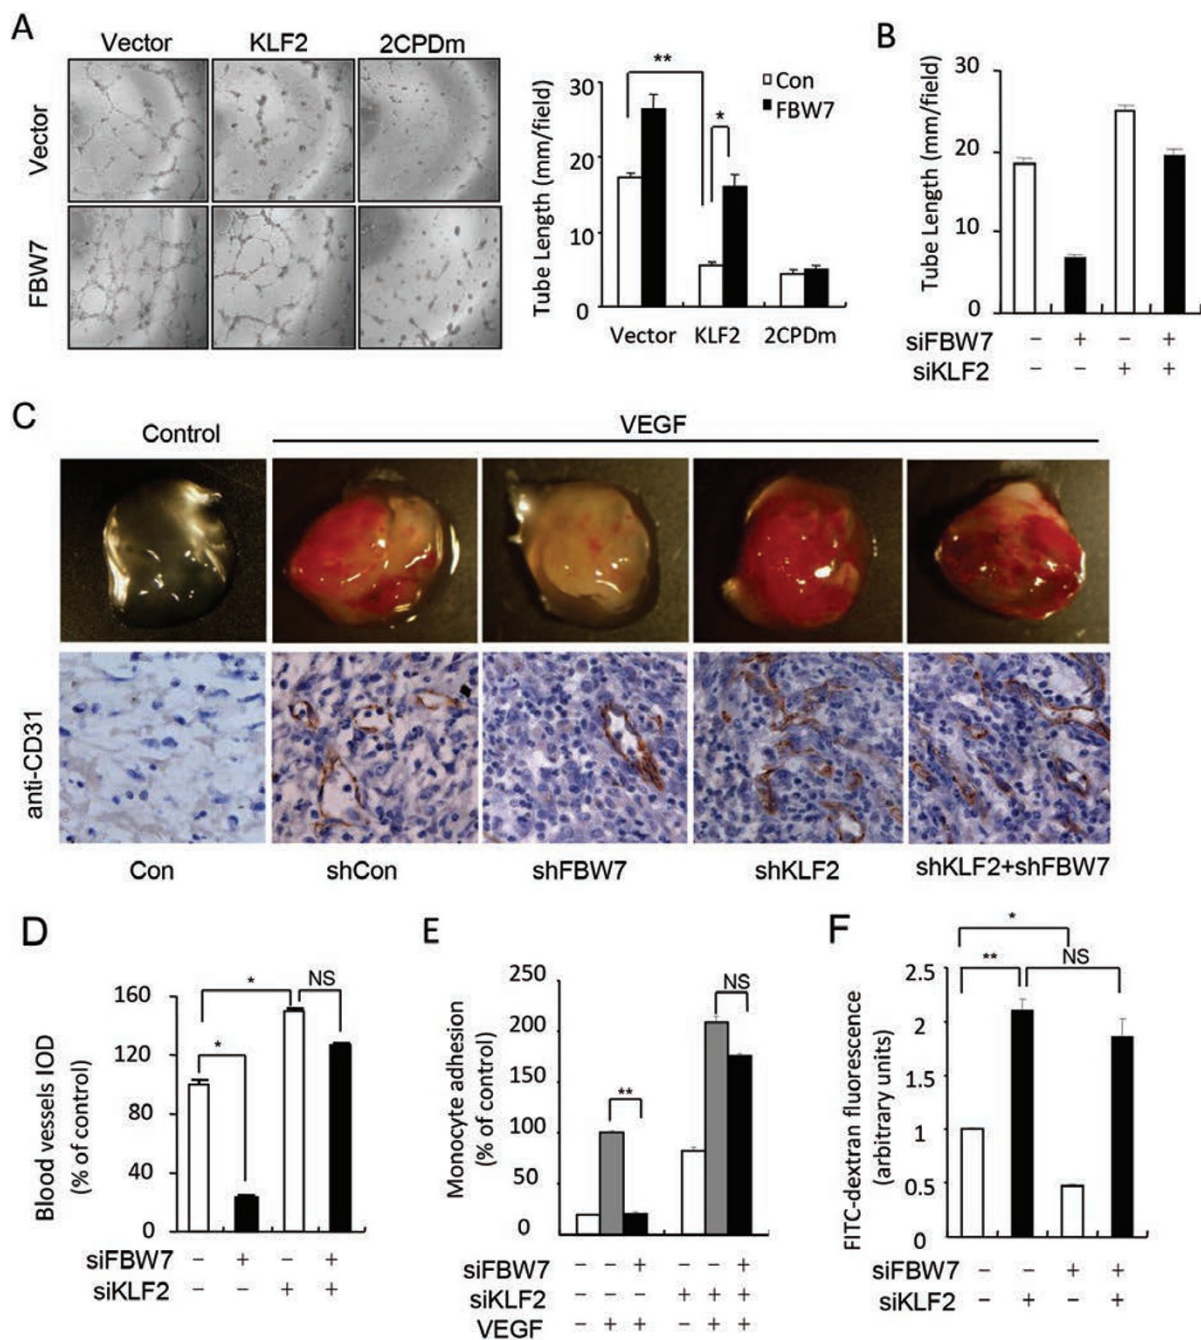 A
Vector KLF2 2CPDm
Vector
FBW7
Tube Length (mm/field)
30
20
10
0
**
*
Con
FBW7
Vector KLF2 2CPDm
B
Tube Length (mm/field)
30
20
10
0
siFBW7 − + − +
siKLF2 − − + +
C
Control VEGF
anti-CD31
Con shCon shFBW7 shKLF2 shKLF2+shFBW7
D
Blood vessels IOD
(% of control)
160
120
80
40
0
*
*
NS
siFBW7 − + − +
siKLF2 − − + +
E
Monocyte adhesion
(% of control)
250
200
150
100
50
0
**
NS
siFBW7 − − + − − +
siKLF2 − − − + + +
VEGF − + + − + +
F
FITC-dextran fluorescence
(arbitrary units)
2.5
2
1.5
1
0.5
0
*
**
NS
siFBW7 − − + +
siKLF2 − + − +